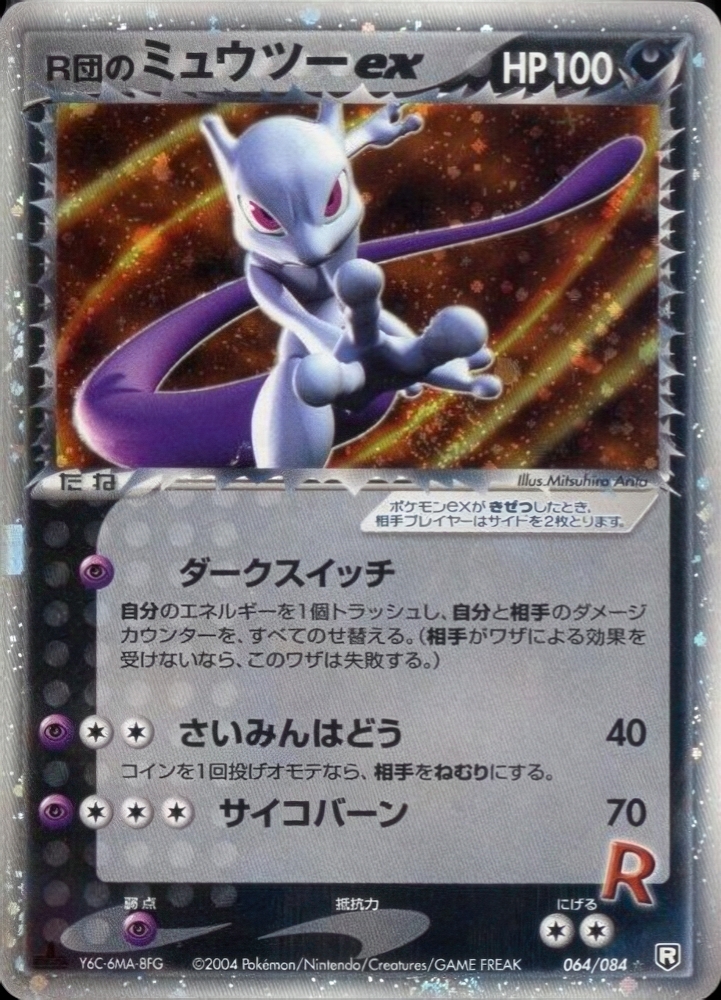 R団のミュウツーex HP100
たね
Illus.Mitsuhiro Arita
ポケモンexがきぜつしたとき、
相手プレイヤーはサイドを2枚とります。
ダークスイッチ
自分のエネルギーを1個トラッシュし、自分と相手のダメージ
カウンターを、すべてのせ替える。(相手がワザによる効果を
受けないなら、このワザは失敗する。)
さいみんはどう 40
コインを1回投げオモテなら、相手をねむりにする。
サイコバーン 70
R
弱点 抵抗力 にげる
Y6C-6MA-8FG ©2004 Pokémon/Nintendo/Creatures/GAME FREAK 064/084 R